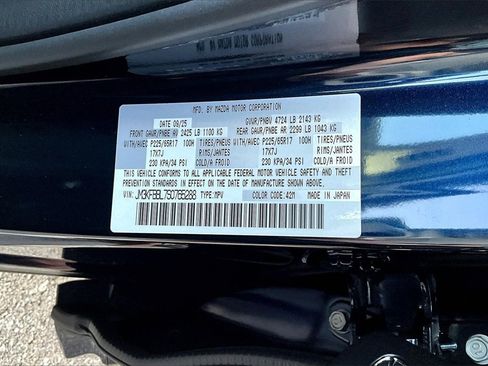 MFD. BY MAZDA MOTOR CORPORATION
DATE 09/25 GVWR/PNBV 4724 LB 2143 KG
FRONT GAWR/PNBE AV 2425 LB 1100 KG REAR GAWR/PNBE AR 2299 LB 1043 KG
WITH/AVEC P225/65R17 100H TIRES/PNEUS WITH/AVEC P225/65R17 100H TIRES/PNEUS
17X7J RIMS/JANTES 17X7J RIMS/JANTES
230 KPA/34 PSI COLD/A FROID 230 KPA/34 PSI COLD/A FROID
THIS VEHICLE CONFORMS TO ALL APPLICABLE U.S. FEDERAL MOTOR
VEHICLE SAFETY AND THEFT PREVENTION STANDARDS IN
EFFECT ON THE DATE OF MANUFACTURE SHOWN ABOVE.
JM3KFBBL7S0766268 TYPE:MPV COLOR CODE:42M MADE IN JAPAN